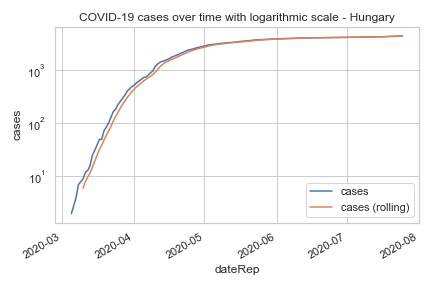 COVID-19 cases over time with logarithmic scale - Hungary
cases
10³
10²
10¹
cases
cases (rolling)
2020-03
2020-04
2020-05
2020-06
2020-07
2020-08
dateRep